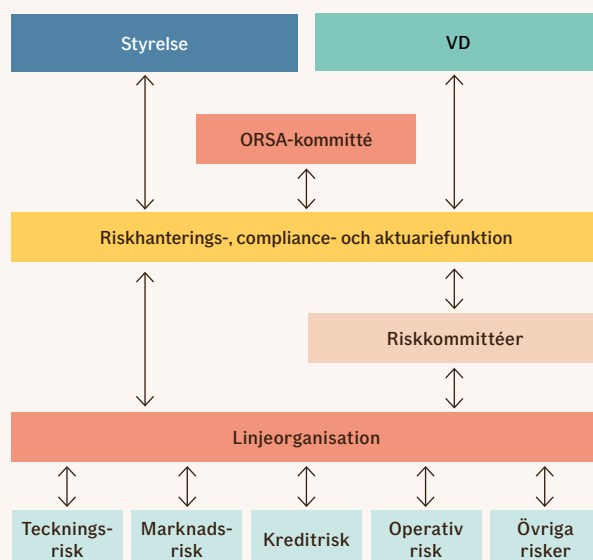 Styrelse
VD
ORSA-kommitté
Riskhanterings-, compliance- och aktuariefunktion
Riskkommittéer
Linjeorganisation
Tecknings-
risk
Marknads-
risk
Kreditrisk
Operativ
risk
Övriga
risker